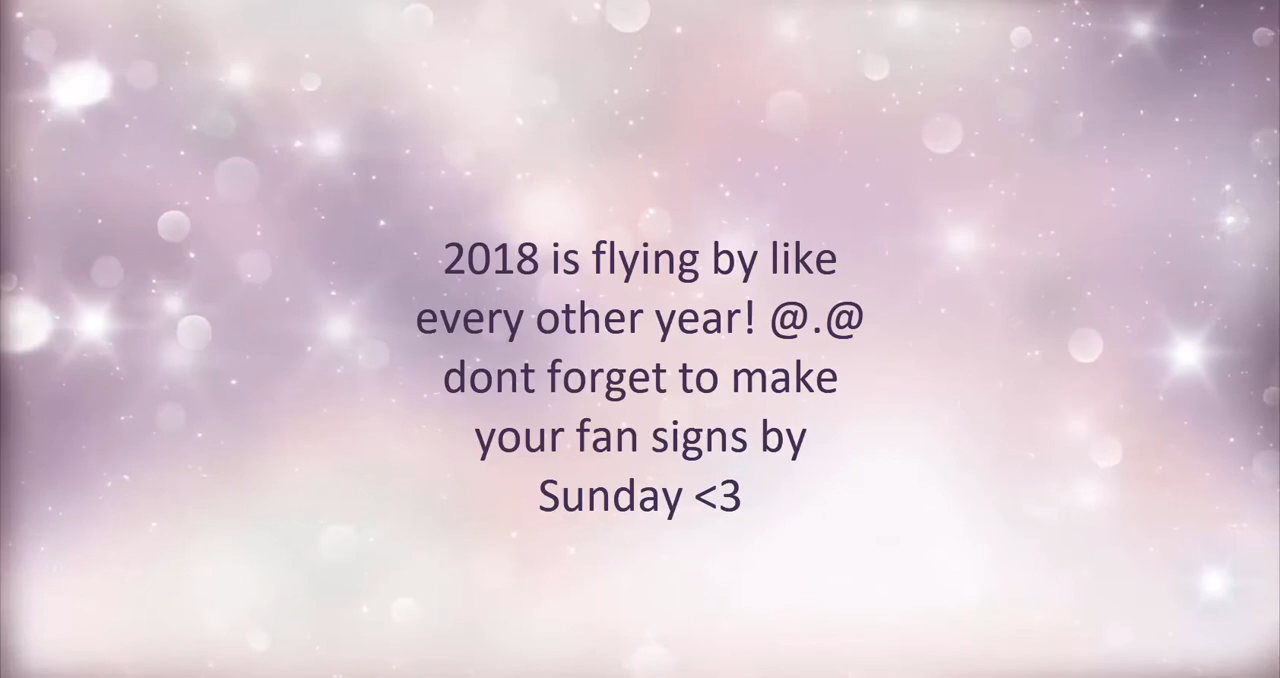 2018 is flying by like
every other year! @.@
dont forget to make
your fan signs by
Sunday <3